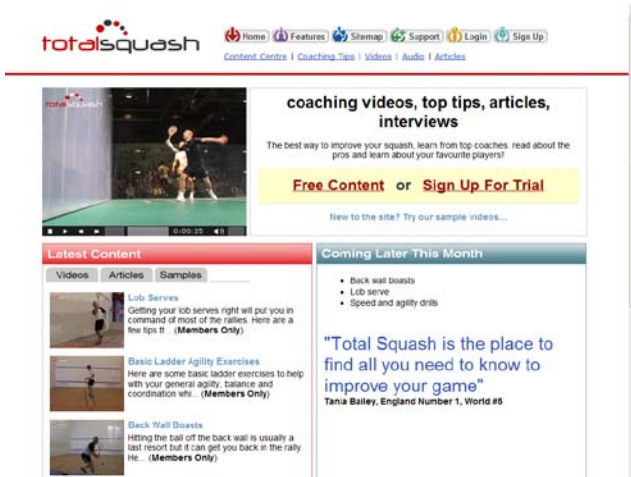 totalsquash
Home Features Sitemap Support Login Sign Up
Content Centre | Coaching Tips | Videos | Audio | Articles
totalsquash
coaching videos, top tips, articles,
interviews
The best way to improve your squash, learn from top coaches, read about the
pros and learn about your favourite players!
Free Content or Sign Up For Trial
New to the site? Try our sample videos...
0:00:35
Latest Content
Videos Articles Samples
Lob Serves
Getting your lob serves right will put you in
command of most of the rallies. Here are a
few tips tt... (Members Only)
Basic Ladder Agility Exercises
Here are some basic ladder exercises to help
with your general agility, balance and
coordination whi... (Members Only)
Back Wall Boasts
Hitting the ball off the back wall is usually a
last resort but it can get you back in the rally.
He... (Members Only)
Coming Later This Month
• Back wall boasts
• Lob serve
• Speed and agility drills
"Total Squash is the place to
find all you need to know to
improve your game"
Tania Bailey, England Number 1, World #5